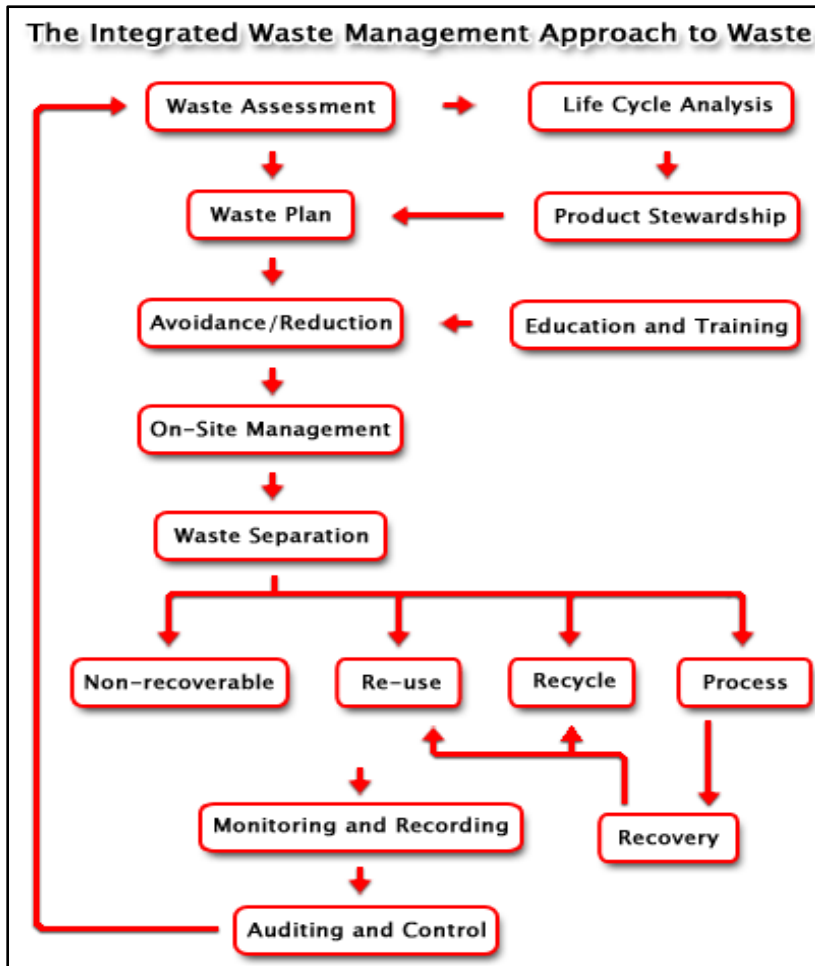 The Integrated Waste Management Approach to Waste
Waste Assessment
Life Cycle Analysis
Waste Plan
Product Stewardship
Avoidance/Reduction
Education and Training
On-Site Management
Waste Separation
Non-recoverable
Re-use
Recycle
Process
Monitoring and Recording
Recovery
Auditing and Control